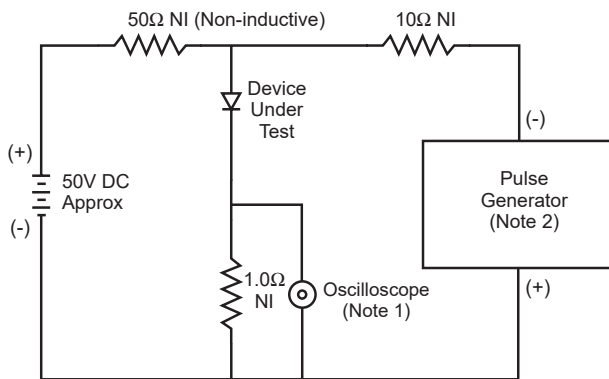 50Ω NI (Non-inductive)
10Ω NI
Device
Under
Test
(+)
50V DC
Approx
(-)
(-)
Pulse
Generator
(Note 2)
(+)
1.0Ω
NI
Oscilloscope
(Note 1)